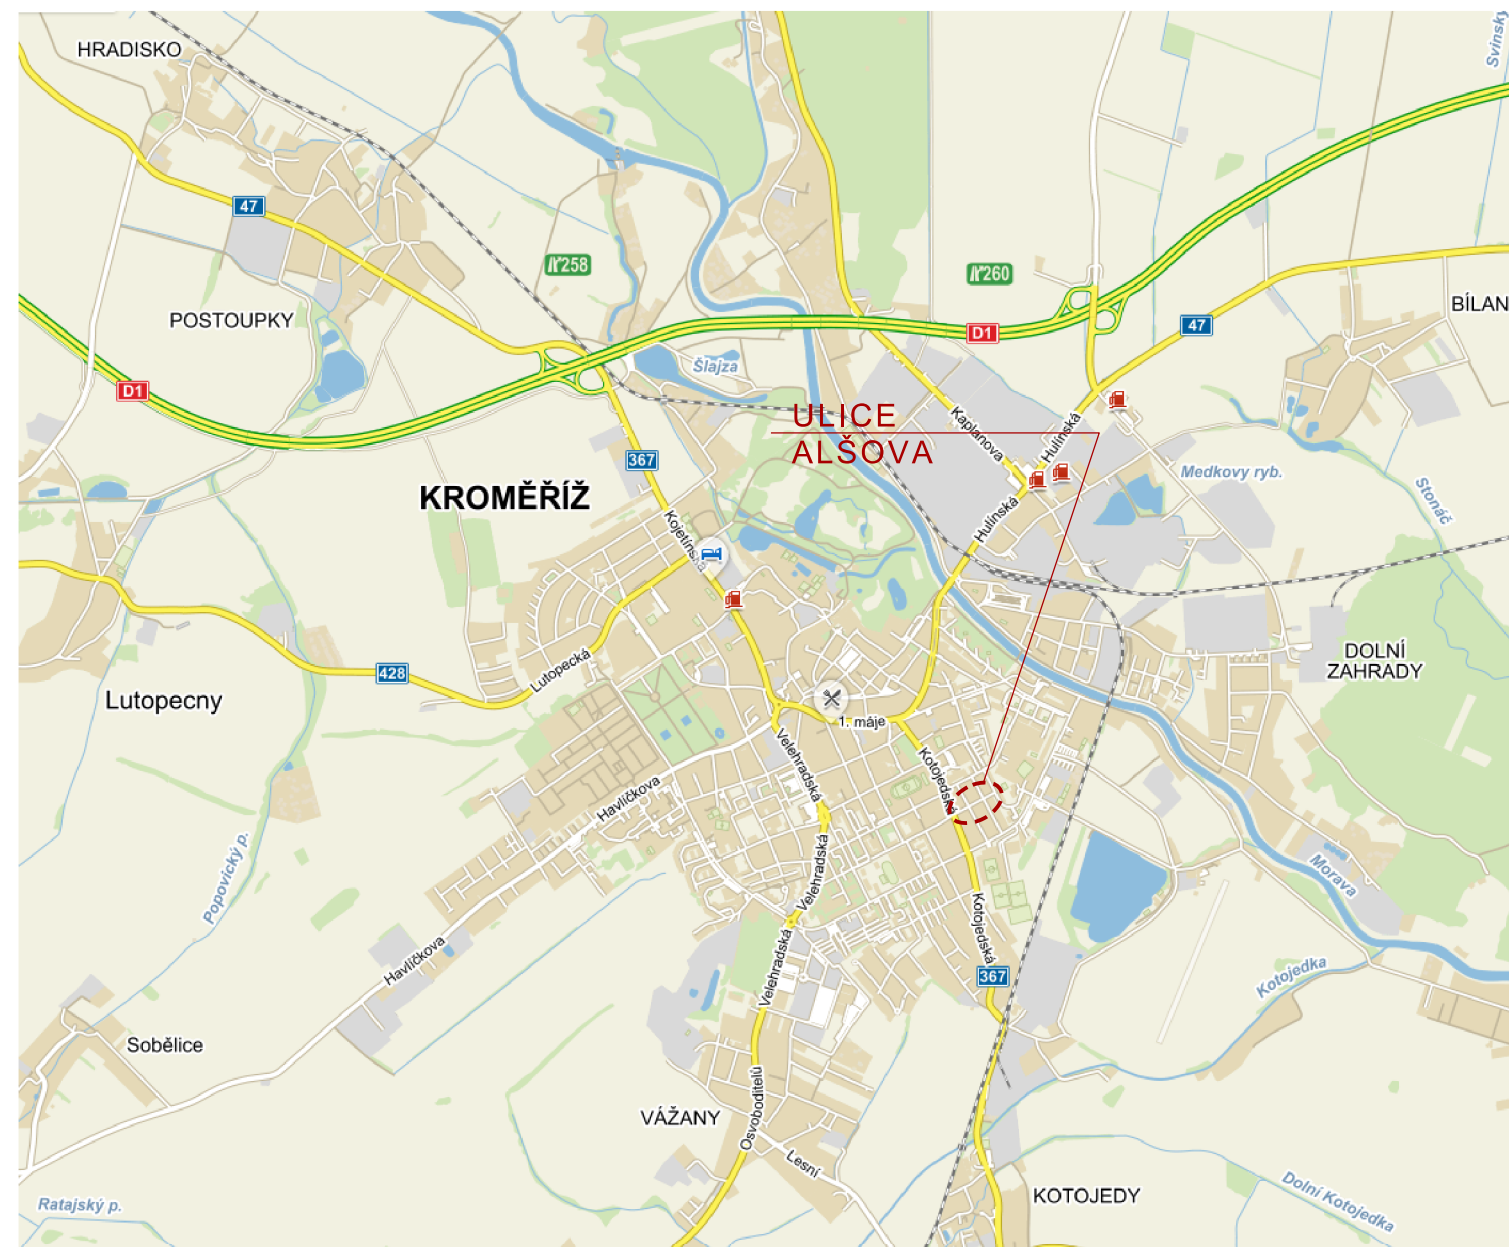 HRADISKO
Svinský
47
258
260
POSTOUPKY
BÍLAN
47
D1
Šlajza
D1
ULICE
ALŠOVA
Kaplanova
Hulínská
367
KROMĚŘÍŽ
Medkovy ryb.
Stonáč
Hulínská
Kojetínská
DOLNÍ
ZAHRADY
Lutopecká
428
Lutopecny
1. máje
Velehradská
Kotojedská
Havlíčkova
Velehradská
Morava
Popovický p.
Kotojedská
Havlíčkova
Velehradská
367
Kotojedka
Sobělice
Osvoboditelů
VÁŽANY
Lesní
KOTOJEDY
Ratajský p.
Dolní Kotojedka